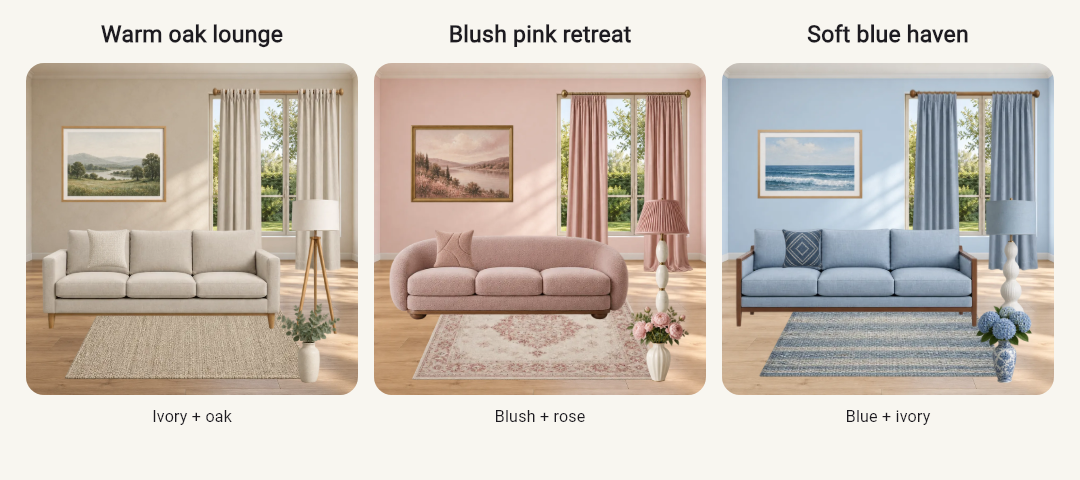 Warm oak lounge
Blush pink retreat
Soft blue haven
Ivory + oak
Blush + rose
Blue + ivory